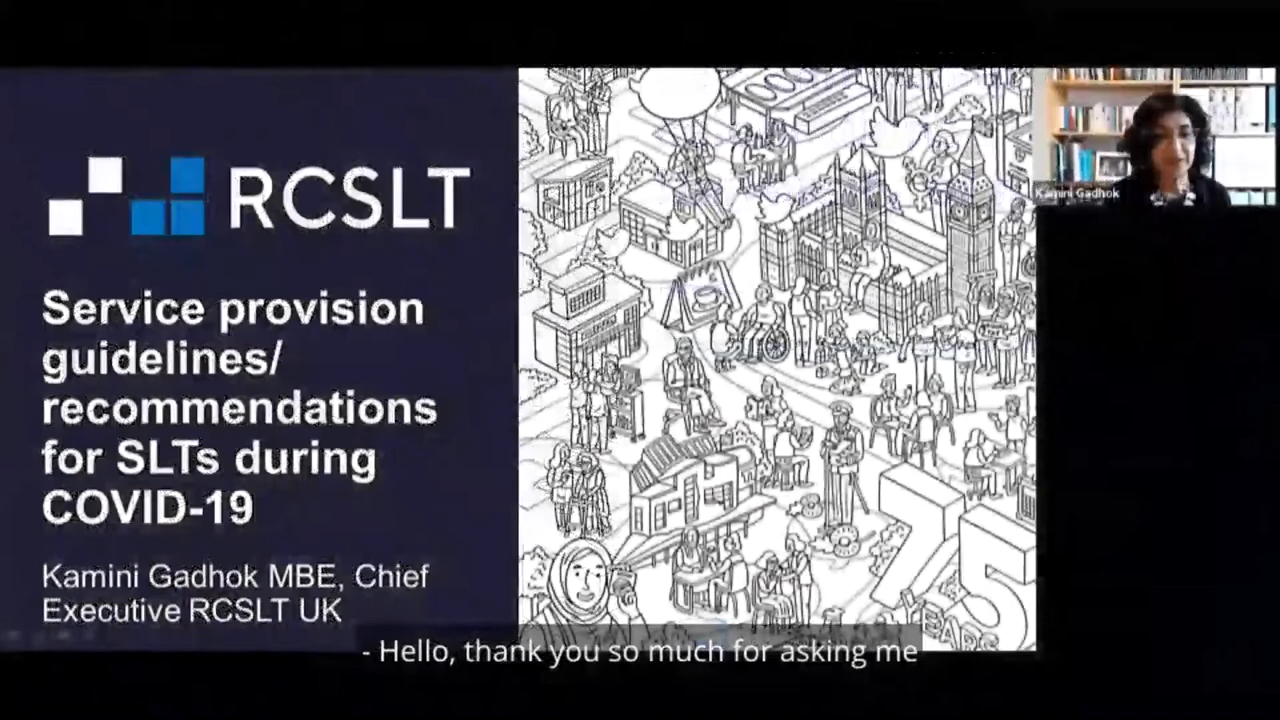 RCSLT
Service provision
guidelines/
recommendations
for SLTs during
COVID-19
Kamini Gadhok MBE, Chief
Executive RCSLT UK
Kamini Gadhok
75
YEARS
- Hello, thank you so much for asking me